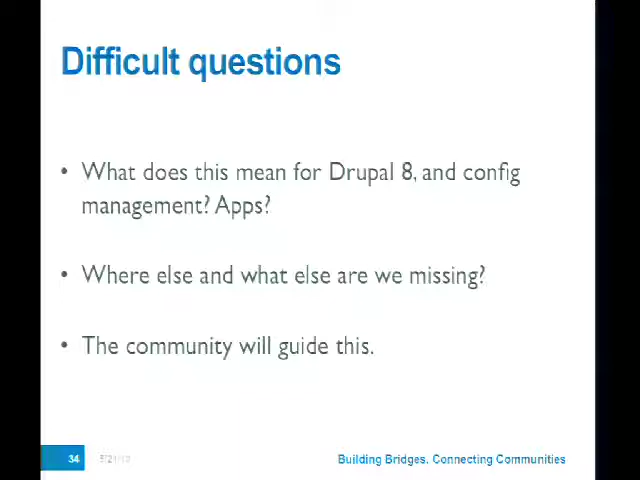 Difficult questions
• What does this mean for Drupal 8, and config
management? Apps?
• Where else and what else are we missing?
• The community will guide this.
34
Building Bridges. Connecting Communities